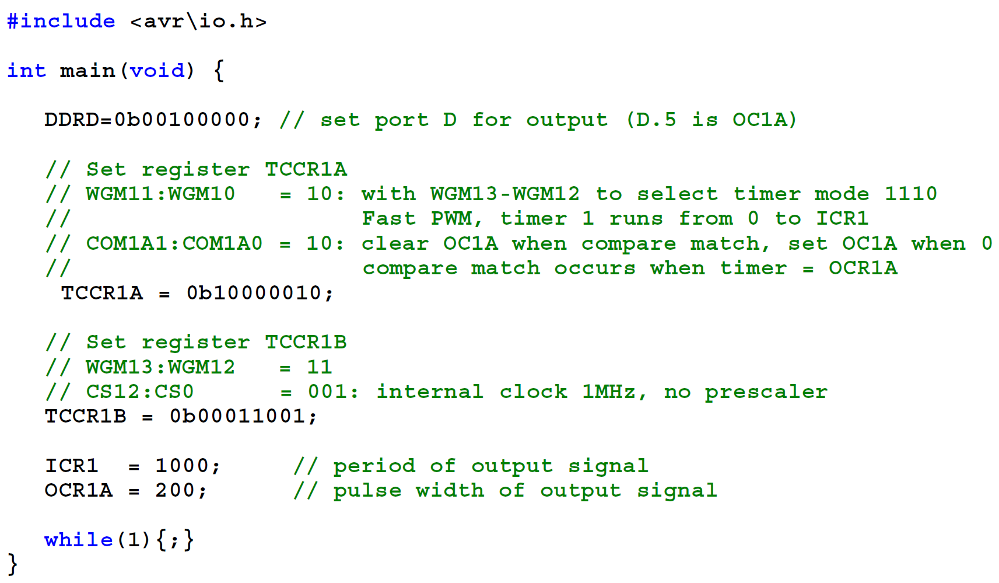 #include <avr\io.h>
int main(void) {
DDRD=0b00100000; // set port D for output (D.5 is OC1A)
// Set register TCCR1A
// WGM11:WGM10 = 10: with WGM13-WGM12 to select timer mode 1110
// Fast PWM, timer 1 runs from 0 to ICR1
// COM1A1:COM1A0 = 10: clear OC1A when compare match, set OC1A when 0
// compare match occurs when timer = OCR1A
TCCR1A = 0b10000010;
// Set register TCCR1B
// WGM13:WGM12 = 11
// CS12:CS0 = 001: internal clock 1MHz, no prescaler
TCCR1B = 0b00011001;
ICR1 = 1000; // period of output signal
OCR1A = 200; // pulse width of output signal
while(1){;}
}